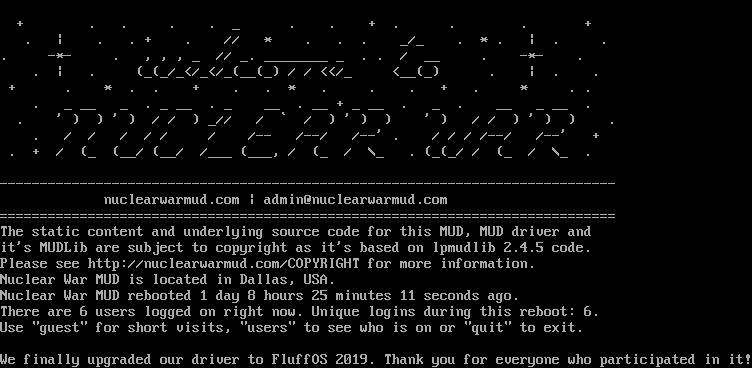 Welcome to
NUCLEAR WAR
nuclearwarmud.com | admin@nuclearwarmud.com
The static content and underlying source code for this MUD, MUD driver and
it's MUDLib are subject to copyright as it's based on lpmudlib 2.4.5 code.
Please see http://nuclearwarmud.com/COPYRIGHT for more information.
Nuclear War MUD is located in Dallas, USA.
Nuclear War MUD rebooted 1 day 8 hours 25 minutes 11 seconds ago.
There are 6 users logged on right now. Unique logins during this reboot: 6.
Use "guest" for short visits, "users" to see who is on or "quit" to exit.
We finally upgraded our driver to FluffOS 2019. Thank you for everyone who participated in it!